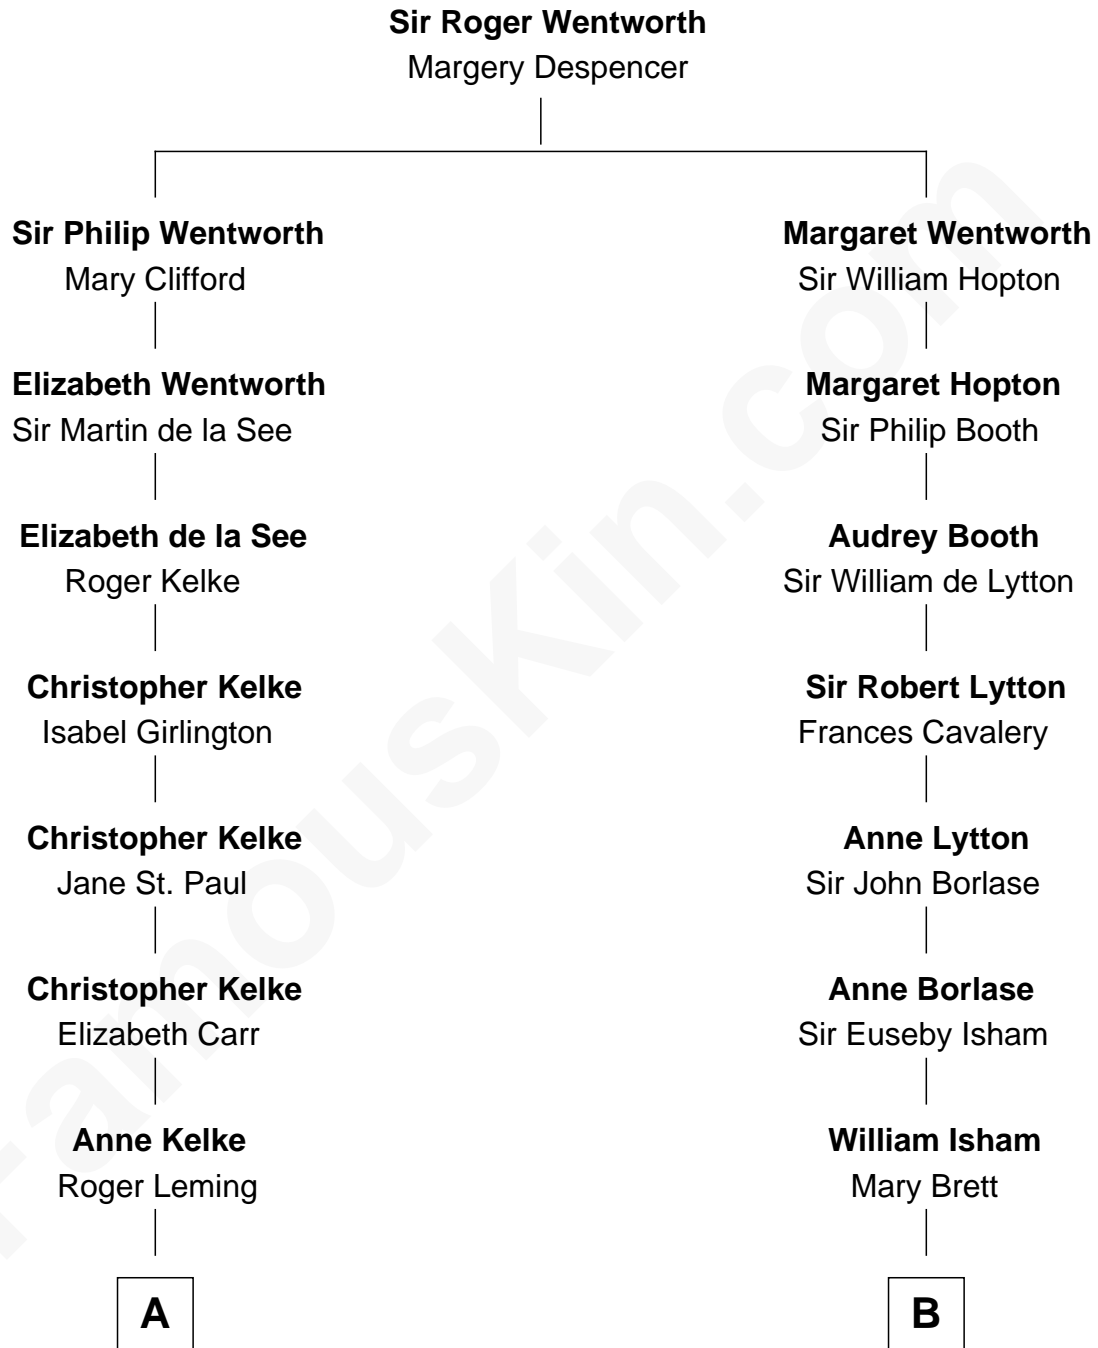 Sir Roger Wentworth
Margery Despencer
Sir Philip Wentworth
Mary Clifford
Margaret Wentworth
Sir William Hopton
Elizabeth Wentworth
Sir Martin de la See
Margaret Hopton
Sir Philip Booth
Elizabeth de la See
Roger Kelke
Audrey Booth
Sir William de Lytton
Christopher Kelke
Isabel Girlington
Sir Robert Lytton
Frances Cavalery
Christopher Kelke
Jane St. Paul
Anne Lytton
Sir John Borlase
Christopher Kelke
Elizabeth Carr
Anne Borlase
Sir Euseby Isham
Anne Kelke
Roger Leming
William Isham
Mary Brett
A
B
FamousKin.com